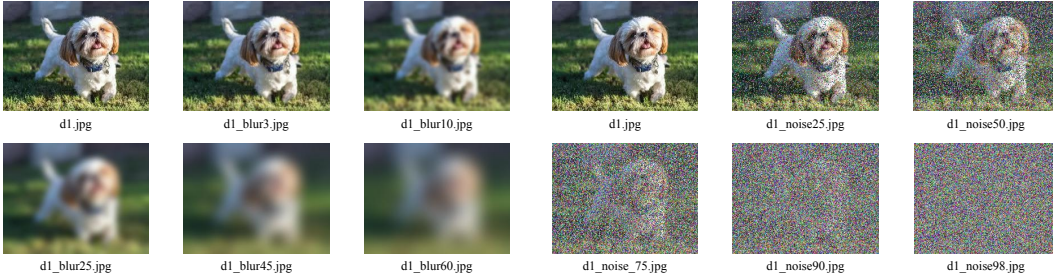 d1.jpg
d1_blur3.jpg
d1_blur10.jpg
d1.jpg
d1_noise25.jpg
d1_noise50.jpg
d1_blur25.jpg
d1_blur45.jpg
d1_blur60.jpg
d1_noise_75.jpg
d1_noise90.jpg
d1_noise98.jpg